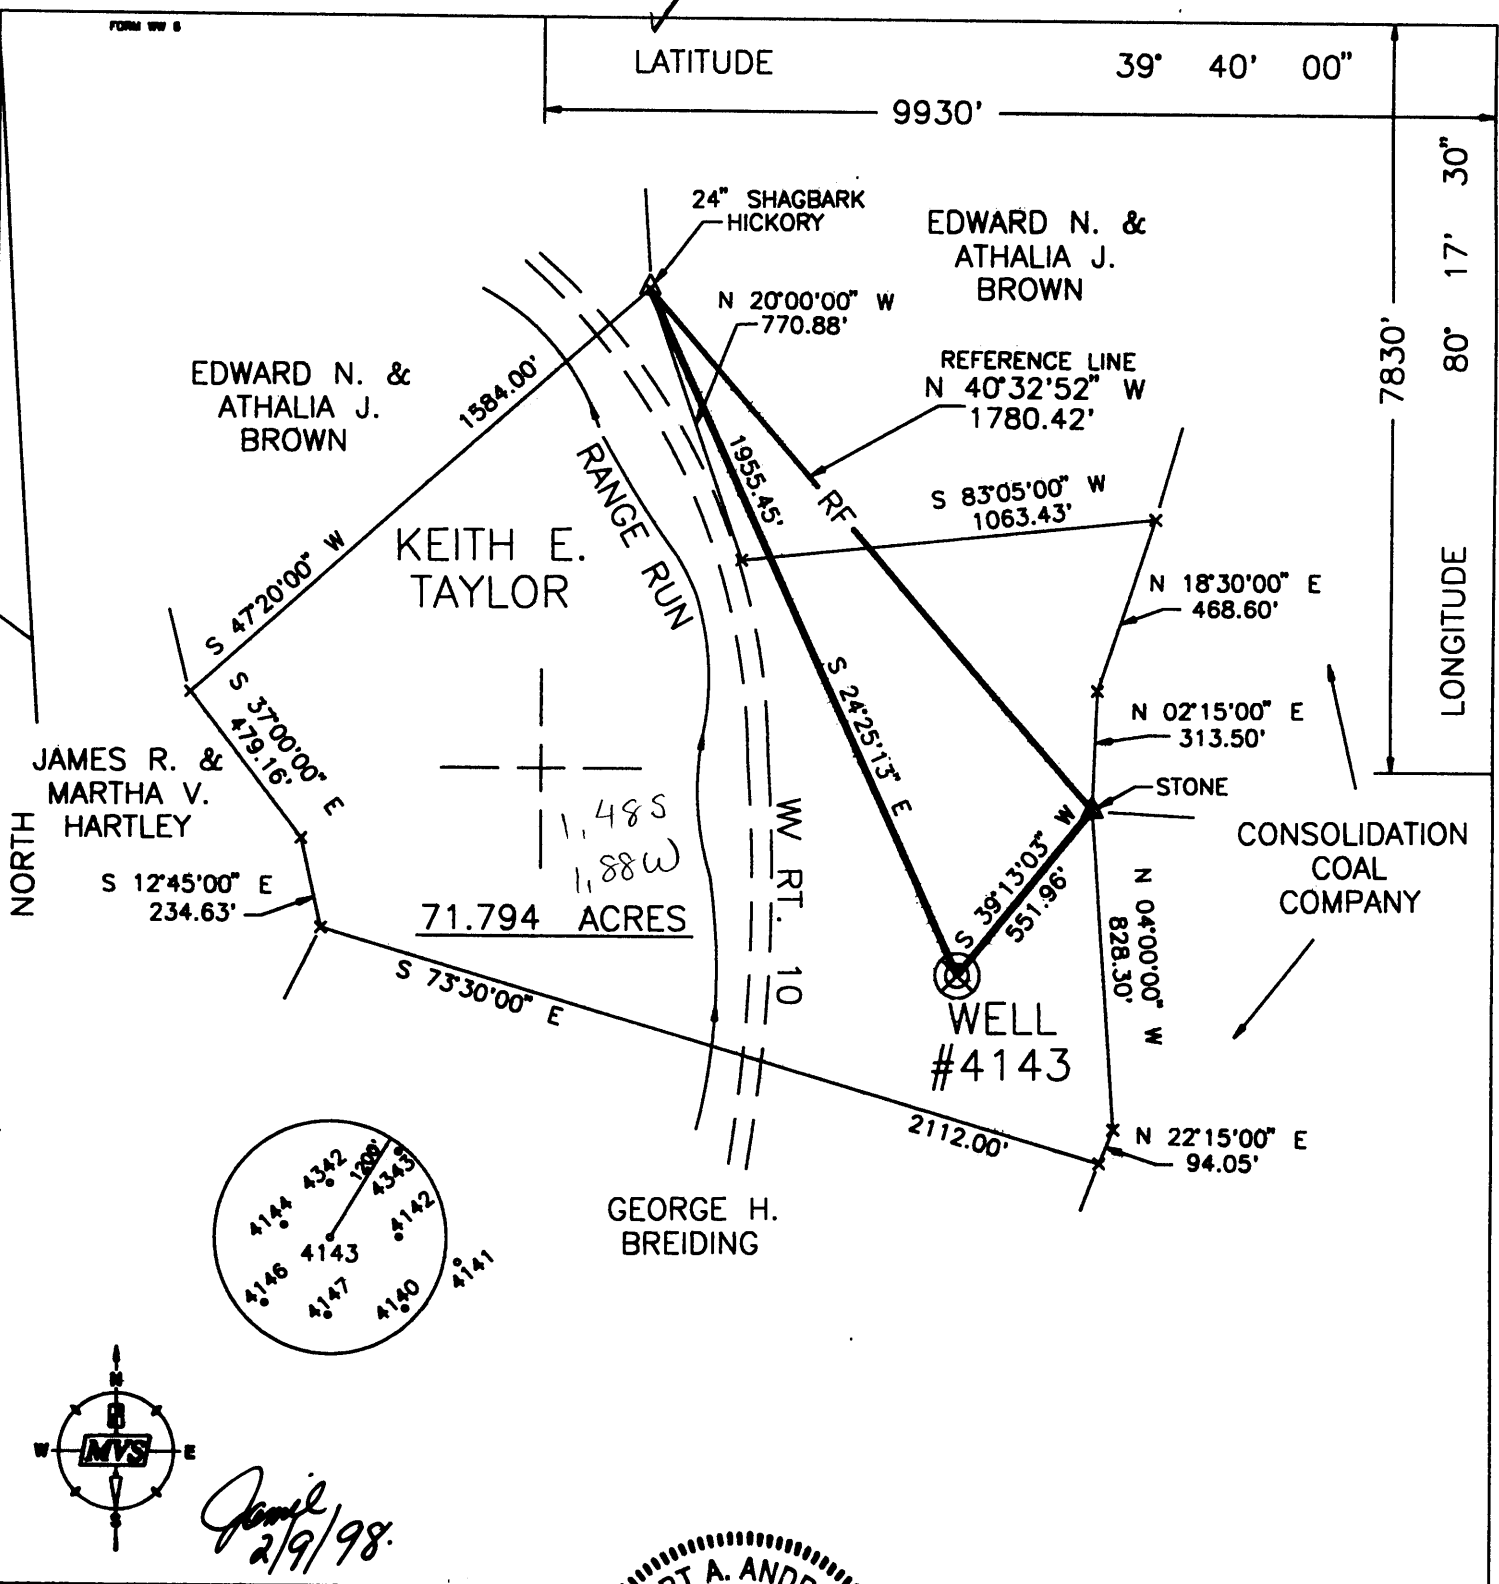 FORM WW 6
LATITUDE 39° 40' 00"
9930'
LONGITUDE 80° 17' 30"
7830'
24" SHAGBARK
HICKORY
EDWARD N. &
ATHALIA J.
BROWN
N 20°00'00" W
770.88'
REFERENCE LINE
N 40°32'52" W
1780.42'
EDWARD N. &
ATHALIA J.
BROWN
1584.00'
S 47°20'00" W
RANGE RUN
1955.45'
S 24°25'13" E
RF
S 83°05'00" W
1063.43'
KEITH E.
TAYLOR
N 18°30'00" E
468.60'
N 02°15'00" E
313.50'
STONE
S 37°00'00" E
479.16'
JAMES R. &
MARTHA V.
HARTLEY
NORTH
1,48S
1,88W
71.794 ACRES
WV RT. 10
S 39°13'03" W
551.96'
CONSOLIDATION
COAL
COMPANY
N 04°00'00" W
828.30'
S 12°45'00" E
234.63'
S 73°30'00" E
2112.00'
WELL
#4143
N 22°15'00" E
94.05'
GEORGE H.
BREIDING
4342
1200'
4343
4144
4142
4143
4141
4146
4147
4140
N
W MVS E
S
2/9/98.
RT A. ANDR